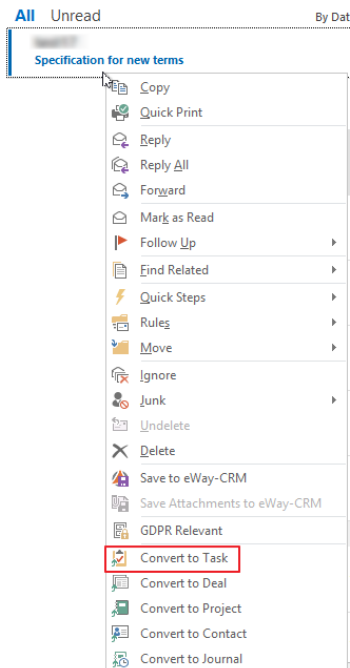 All Unread By Dat
Specification for new terms
Copy
Quick Print
Reply
Reply All
Forward
Mark as Read
Follow Up
Find Related
Quick Steps
Rules
Move
Ignore
Junk
Undelete
Delete
Save to eWay-CRM
Save Attachments to eWay-CRM
GDPR Relevant
Convert to Task
Convert to Deal
Convert to Project
Convert to Contact
Convert to Journal